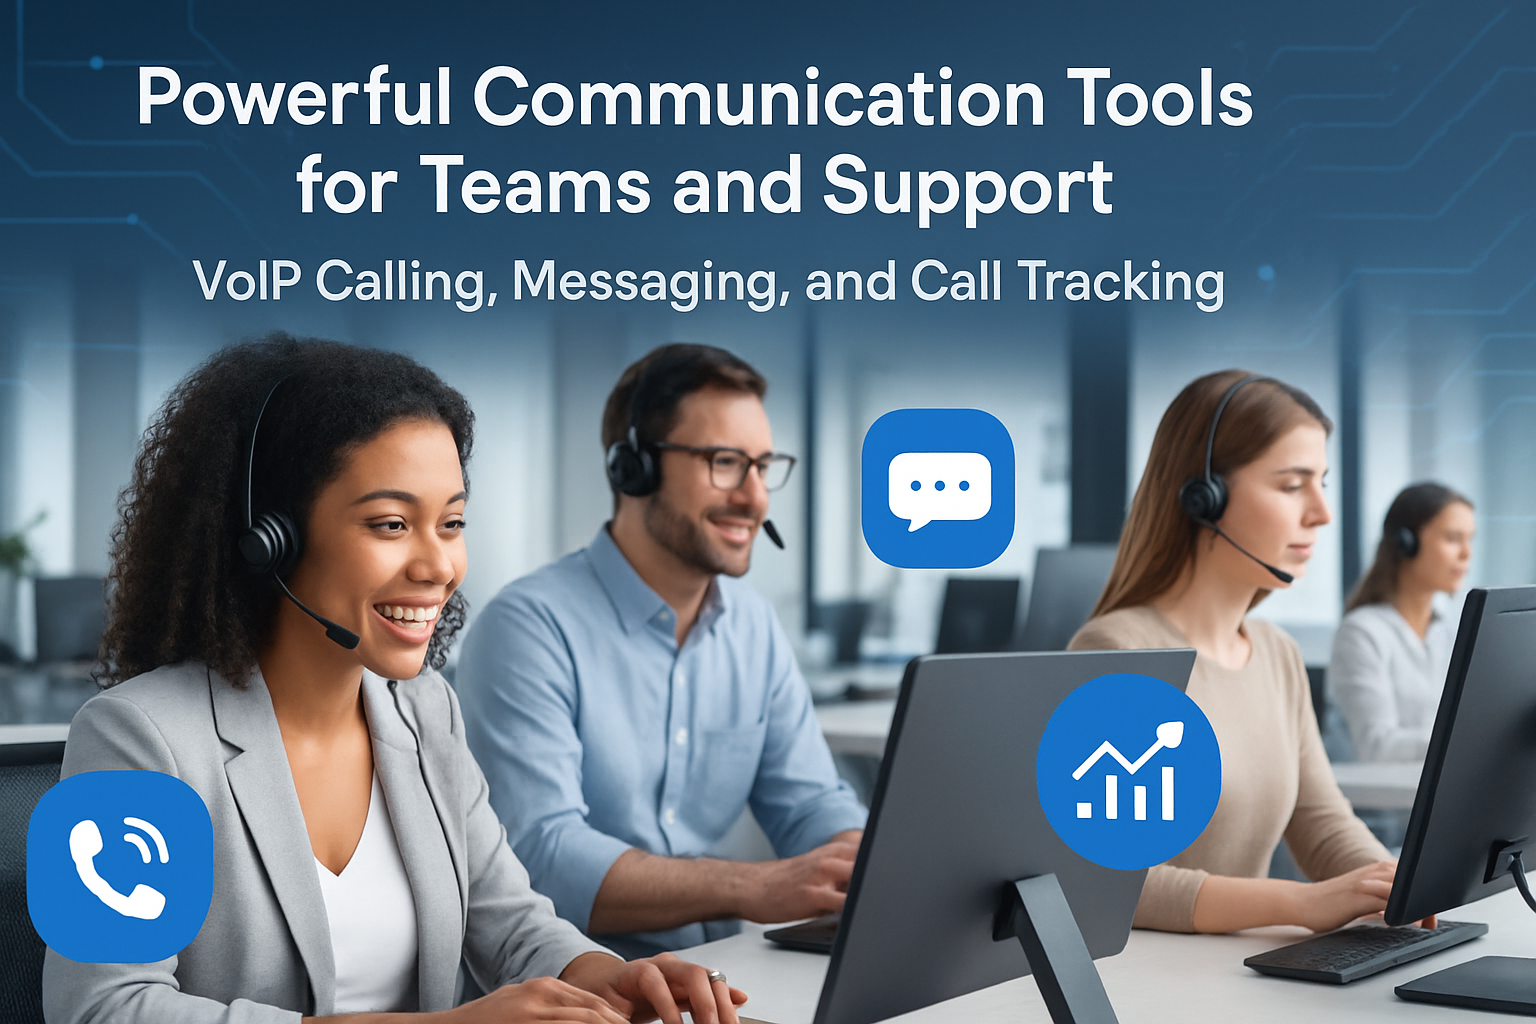 Powerful Communication Tools
for Teams and Support
VoIP Calling, Messaging, and Call Tracking